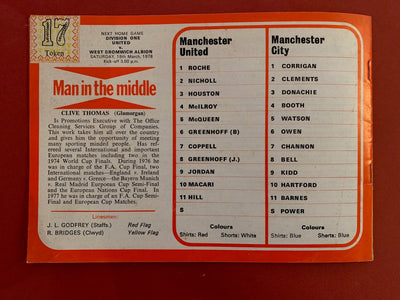 17
Token
NEXT HOME GAME
DIVISION ONE
UNITED
v
WEST BROMWICH ALBION
SATURDAY, 18th March, 1978
Kick-off 3.00 p.m.
Man in the middle
CLIVE THOMAS (Glamorgan)
Is Promotions Executive with The Office
Cleaning Services Group of Companies.
This work takes him all over the country
and gives him the opportunity of meeting
many sporting minded people. Has re-
fereed several International and important
European matches including two in the
1974 World Cup Finals. During 1976 he
was in charge of the F.A. Cup Final, two
International matches—England v. Ireland
and Germany v. Greece—the Bayern Munich
v. Real Madrid European Cup Semi-Final
and the European Nations Cup Final. In
1977 he was in charge of an F.A. Cup Semi-
Final and European Cup Matches.
Linesmen:
J. L. GODFREY (Staffs.) Red Flag
R. BRIDGES (Clwyd) Yellow Flag
Manchester
United
1 ROCHE
2 NICHOLL
3 HOUSTON
4 McILROY
5 McQUEEN
6 GREENHOFF (B)
7 COPPELL
8 GREENHOFF (J.)
9 JORDAN
10 MACARI
11 HILL
S
Colours
Shirts: Red Shorts: White
Manchester
City
1 CORRIGAN
2 CLEMENTS
3 DONACHIE
4 BOOTH
5 WATSON
6 OWEN
7 CHANNON
8 BELL
9 KIDD
10 HARTFORD
11 BARNES
S POWER
Colours
Shirts: Blue Shorts: Blue